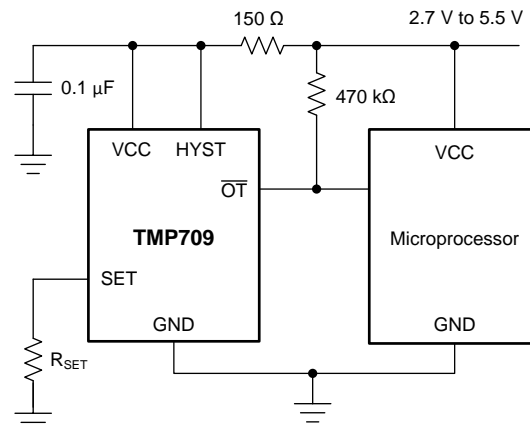 150 Ω
2.7 V to 5.5 V
0.1 μF
470 kΩ
VCC HYST
VCC
OT
TMP709
Microprocessor
SET
GND
GND
RSET